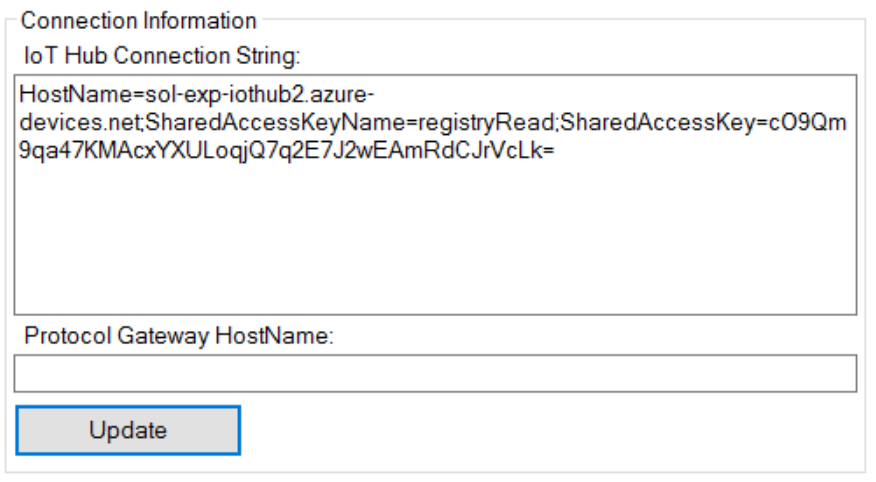 Connection Information
IoT Hub Connection String:
HostName=sol-exp-iothub2.azure-
devices.net;SharedAccessKeyName=registryRead;SharedAccessKey=cO9Qm
9qa47KMAcxYXULoqjQ7q2E7J2wEAmRdCJrVcLk=
Protocol Gateway HostName:
Update